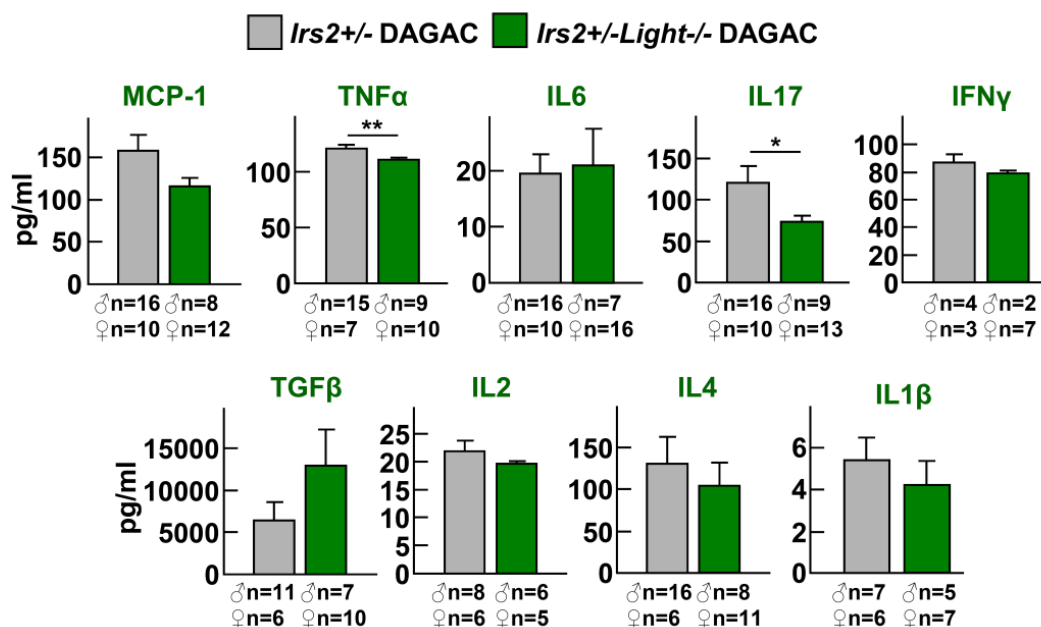 Irs2+/- DAGAC Irs2+/-Light-/- DAGAC
MCP-1 TNFα IL6 IL17 IFNγ
pg/ml
150
100
50
0
♂n=16 ♂n=8
♀n=10 ♀n=12
**
100
0
♂n=15 ♂n=9
♀n=7 ♀n=10
20
10
0
♂n=16 ♂n=7
♀n=10 ♀n=16
*
150
100
50
0
♂n=16 ♂n=9
♀n=10 ♀n=13
100
80
60
40
20
0
♂n=4 ♂n=2
♀n=3 ♀n=7
TGFβ IL2 IL4 IL1β
pg/ml
15000
10000
5000
0
♂n=11 ♂n=7
♀n=6 ♀n=10
25
20
15
10
5
0
♂n=8 ♂n=6
♀n=6 ♀n=5
150
100
50
0
♂n=16 ♂n=8
♀n=6 ♀n=11
6
4
2
0
♂n=7 ♂n=5
♀n=6 ♀n=7